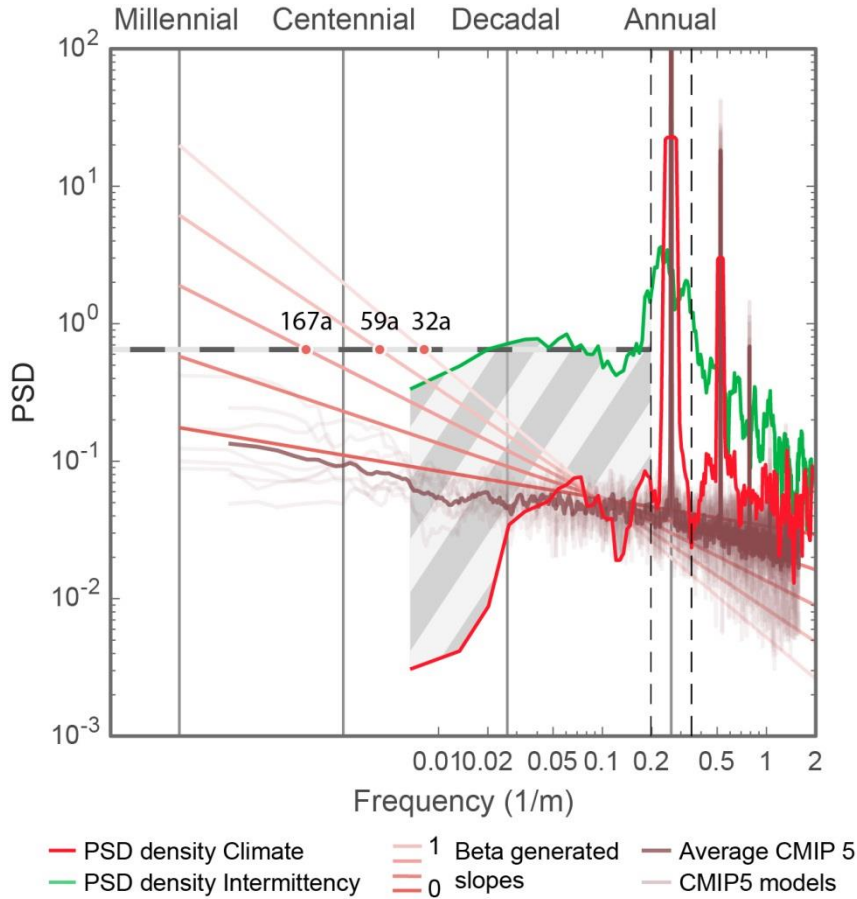 Millennial Centennial Decadal Annual
10^2
10^1
10^0
10^-1
10^-2
10^-3
PSD
167a 59a 32a
0.01 0.02 0.05 0.1 0.2 0.5 1 2
Frequency (1/m)
PSD density Climate 1 Beta generated Average CMIP 5
PSD density Intermittency 0 slopes CMIP5 models